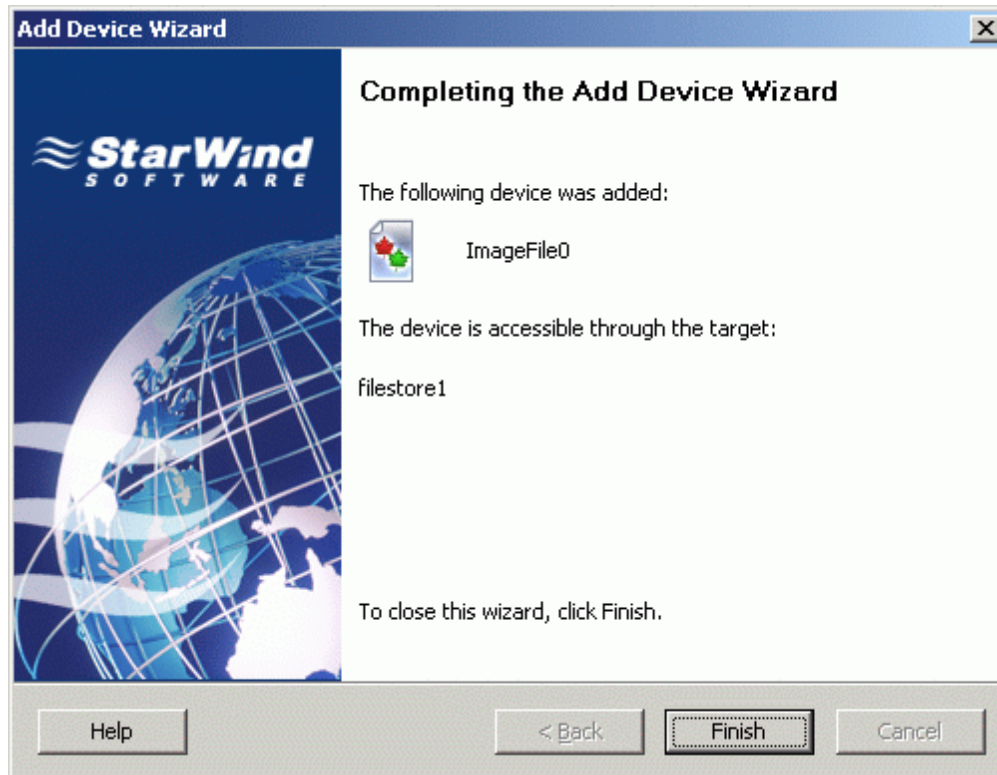 Add Device Wizard
Completing the Add Device Wizard
StarWind
SOFTWARE
The following device was added:
ImageFile0
The device is accessible through the target:
filestore1
To close this wizard, click Finish.
Help
< Back
Finish
Cancel